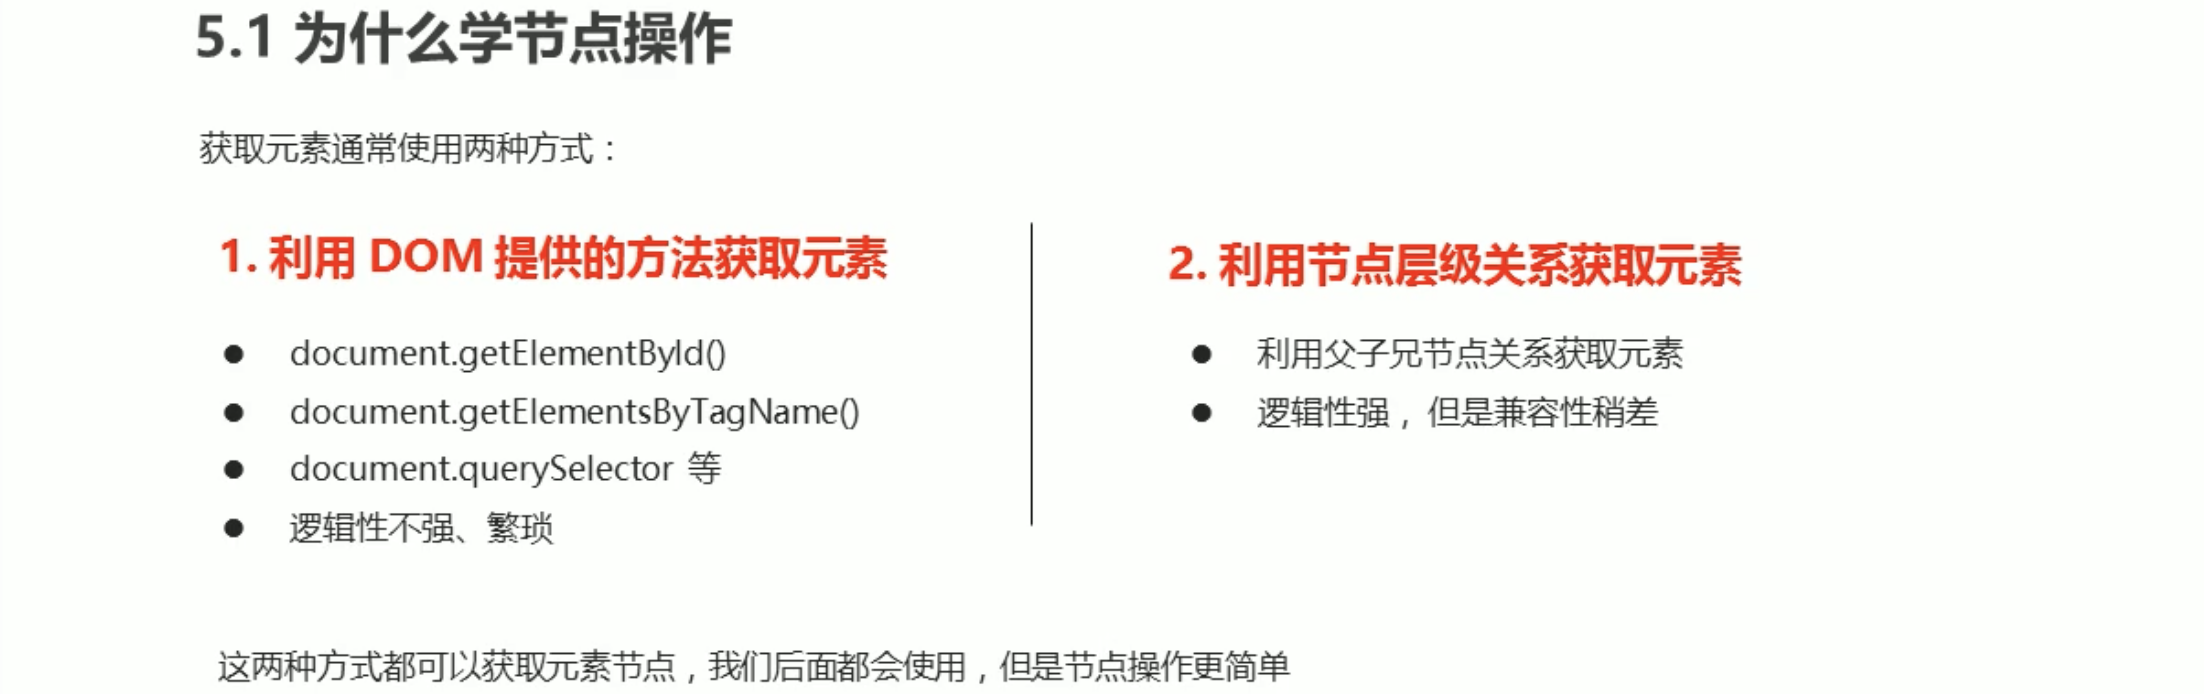 5.1 为什么学节点操作
获取元素通常使用两种方式：
1. 利用 DOM 提供的方法获取元素
document.getElementById()
document.getElementsByTagName()
document.querySelector 等
逻辑性不强、繁琐
2. 利用节点层级关系获取元素
利用父子兄节点关系获取元素
逻辑性强，但是兼容性稍差
这两种方式都可以获取元素节点，我们后面都会使用，但是节点操作更简单